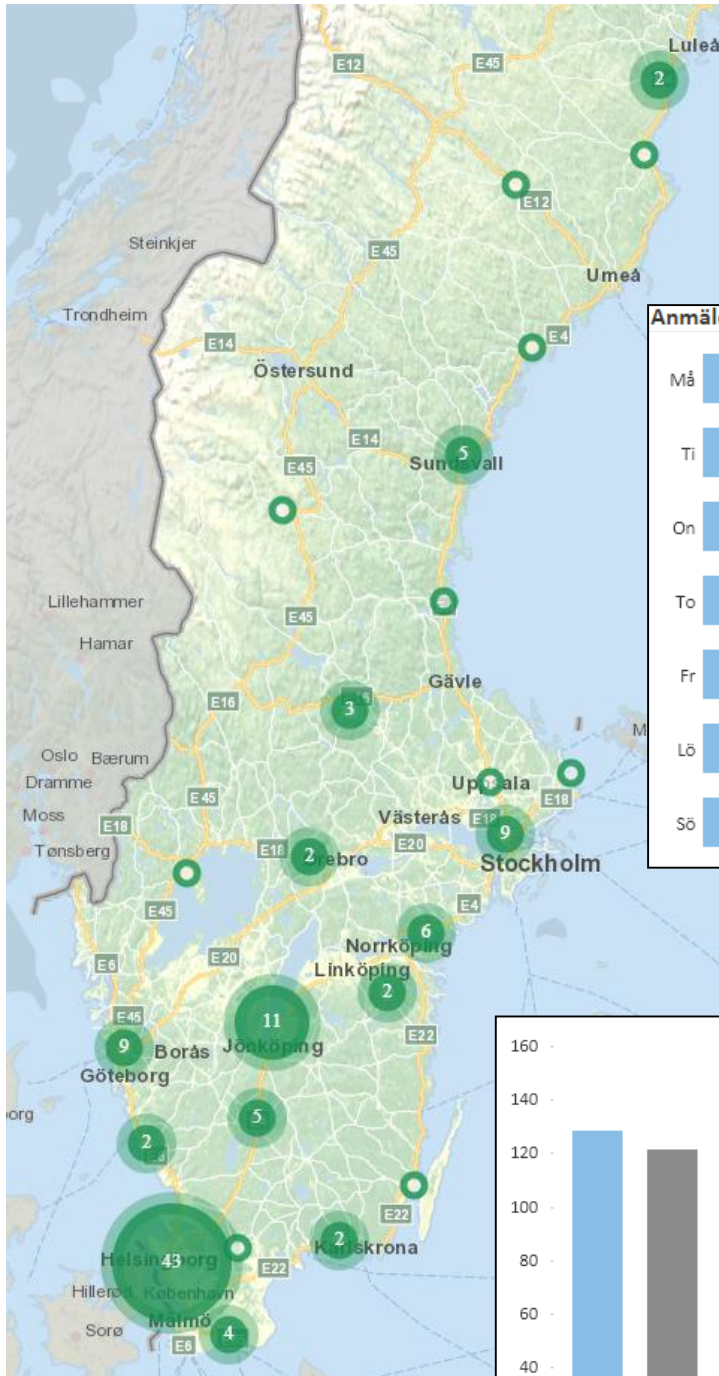 Luleå
2
E12
E45
E12
Steinkjer
E45
Umeå
Trondheim
E4
E14
Östersund
E14
5
Sundsvall
E45
Lillehammer
E45
Hamar
Gävle
E16
3
Oslo
Bærum
Uppsala
Dramme
E45
E18
Moss
Västerås
E18
E18
9
Tønsberg
E18
2
E20
Stockholm
E45
E4
6
Norrköping
E20
E6
Linköping
2
E45
11
E22
9
Borås
Jönköping
Göteborg
5
2
E22
2
Helsingborg
43
Karlskrona
E22
Hillerød
København
Malmö
4
Sorø
E6
Må
Ti
On
To
Fr
Lö
Sö
160
140
120
100
80
60
40